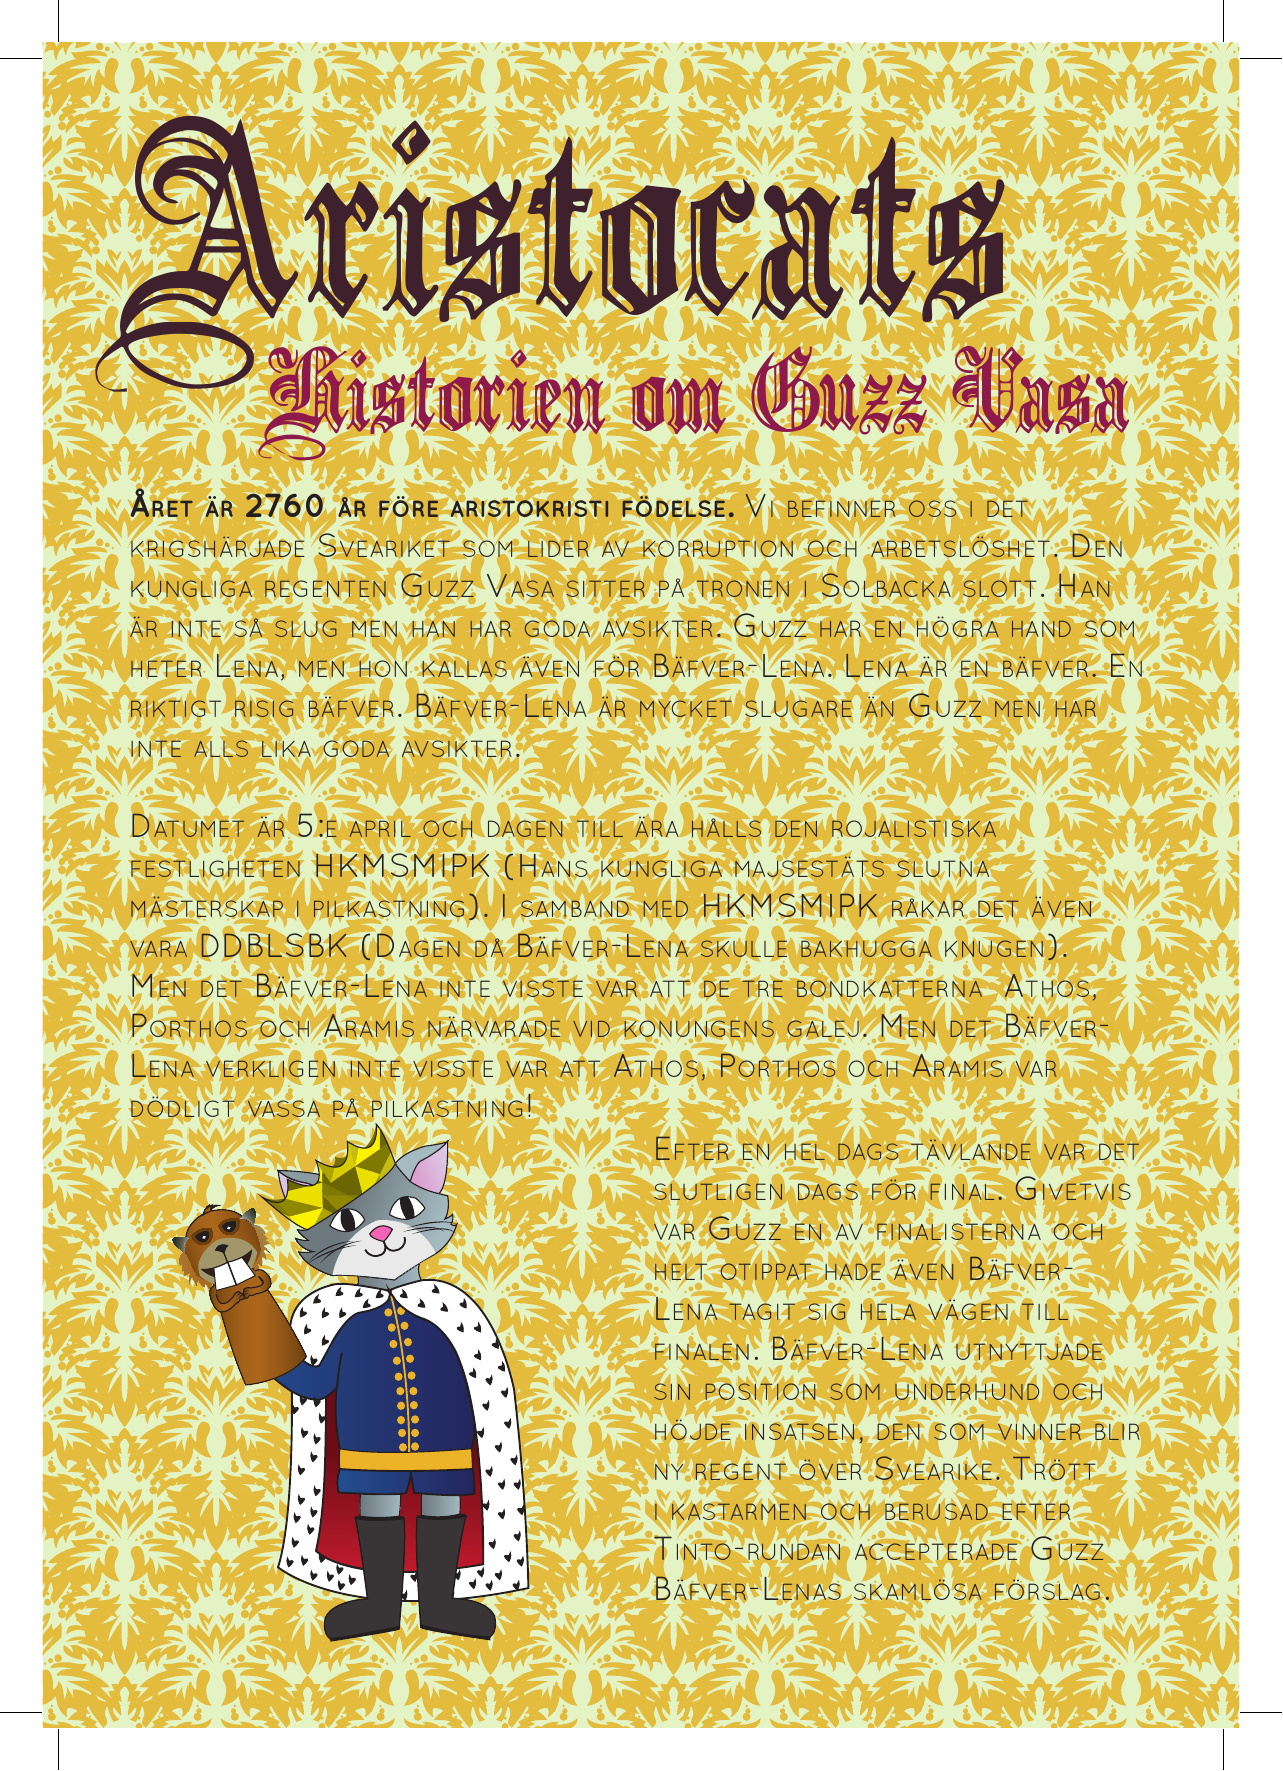 Aristocats
Historien om Guzz Vasa
Året är 2760 år före aristokristi födelse. Vi befinner oss i det
krigshärjade Sveariket som lider av korruption och arbetslöshet. Den
kungliga regenten Guzz Vasa sitter på tronen i Solbacka slott. Han
är inte så slug men han har goda avsikter. Guzz har en högra hand som
heter Lena, men hon kallas även för Bäfver-Lena. Lena är en bäfver. En
riktigt risig bäfver. Bäfver-Lena är mycket slugare än Guzz men har
inte alls lika goda avsikter.
Datumet är 5:e april och dagen till ära hålls den rojalistiska
festligheten HKMSMIPK (Hans kungliga majsestäts slutna
mästerskap i pilkastning). I samband med HKMSMIPK råkar det även
vara DDBLSBK (Dagen då Bäfver-Lena skulle bakhugga knugen).
Men det Bäfver-Lena inte visste var att de tre bondkatterna Athos,
Porthos och Aramis närvarade vid konungens galej. Men det Bäfver-
Lena verkligen inte visste var att Athos, Porthos och Aramis var
dödligt vassa på pilkastning!
Efter en hel dags tävlande var det
slutligen dags för final. Givetvis
var Guzz en av finalisterna och
helt otippat hade även Bäfver-
Lena tagit sig hela vägen till
finalen. Bäfver-Lena utnyttjade
sin position som underhund och
höjde insatsen, den som vinner blir
ny regent över Svearike. Trött
i kastarmen och berusad efter
Tinto-rundan accepterade Guzz
Bäfver-Lenas skamlösa förslag.